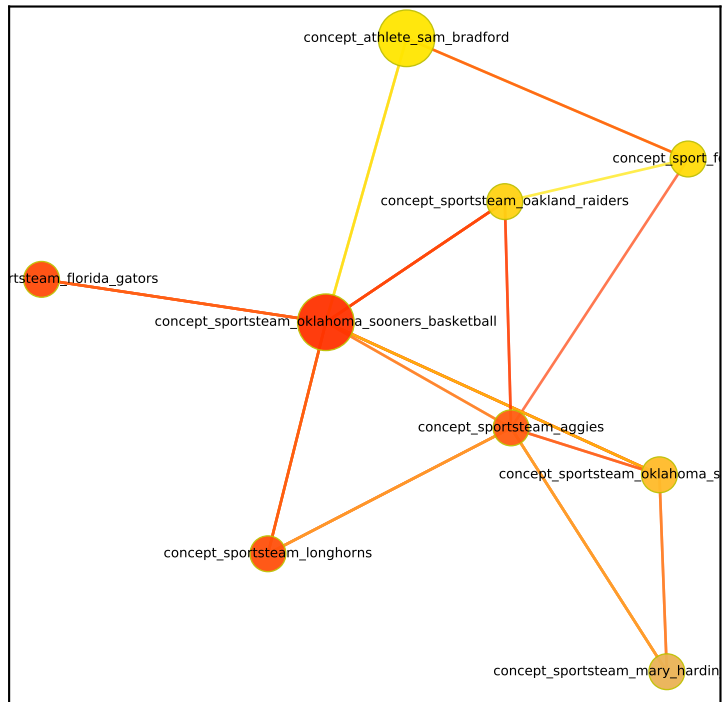 concept_athlete_sam_bradford
concept_sport_fo
concept_sportsteam_oakland_raiders
rtsteam_florida_gators
concept_sportsteam_oklahoma_sooners_basketball
concept_sportsteam_aggies
concept_sportsteam_oklahoma_s
concept_sportsteam_longhorns
concept_sportsteam_mary_hardin